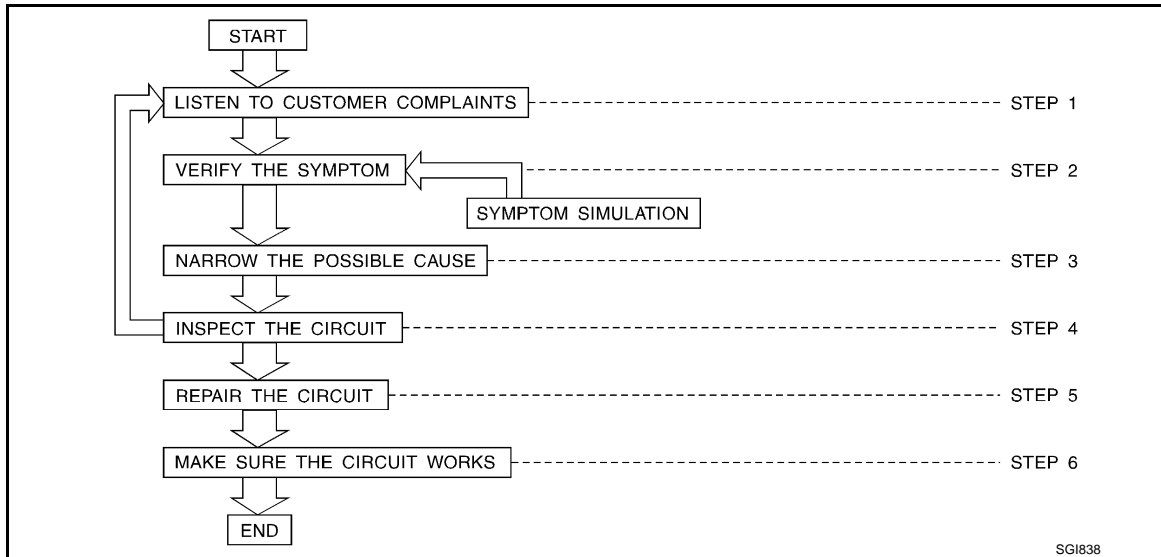 START
LISTEN TO CUSTOMER COMPLAINTS STEP 1
VERIFY THE SYMPTOM STEP 2
SYMPTOM SIMULATION
NARROW THE POSSIBLE CAUSE STEP 3
INSPECT THE CIRCUIT STEP 4
REPAIR THE CIRCUIT STEP 5
MAKE SURE THE CIRCUIT WORKS STEP 6
END
SGI838